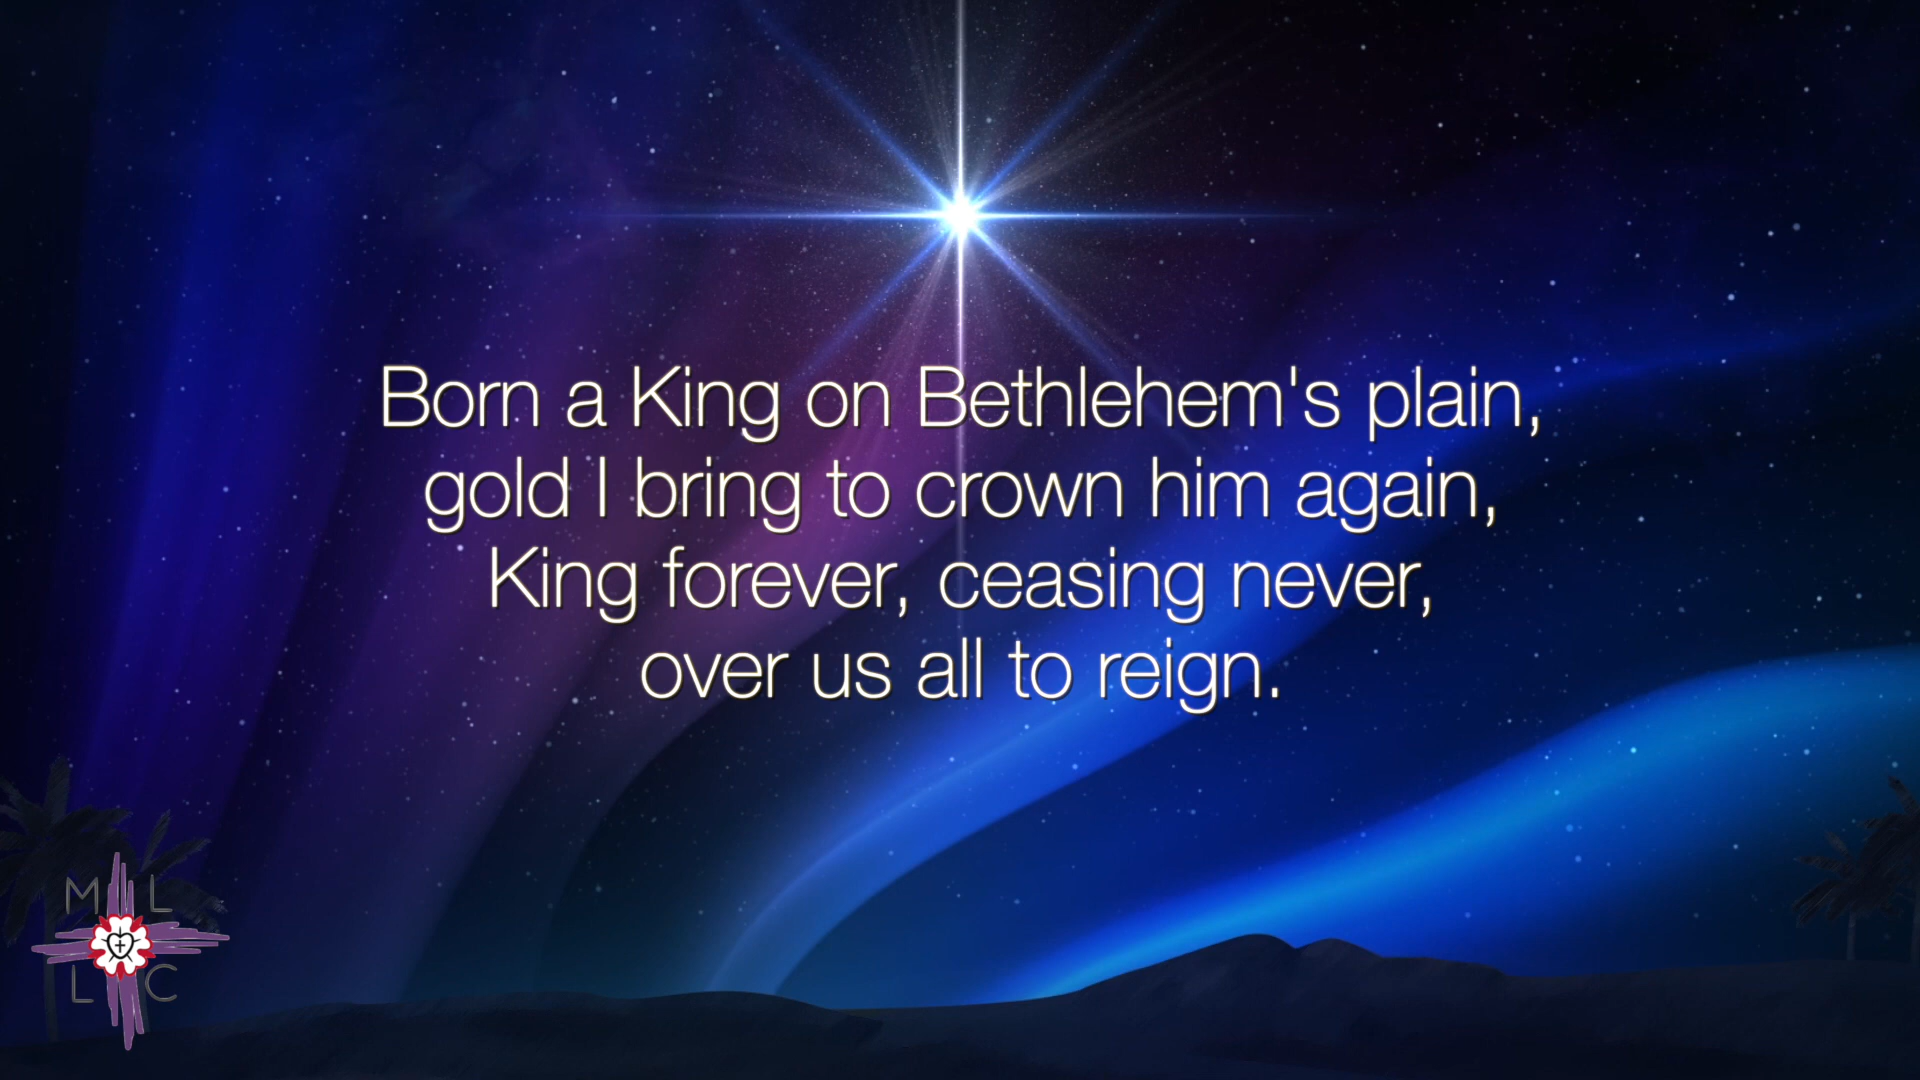 Born a King on Bethlehem's plain,
gold I bring to crown him again,
King forever, ceasing never,
over us all to reign.
M L
L C